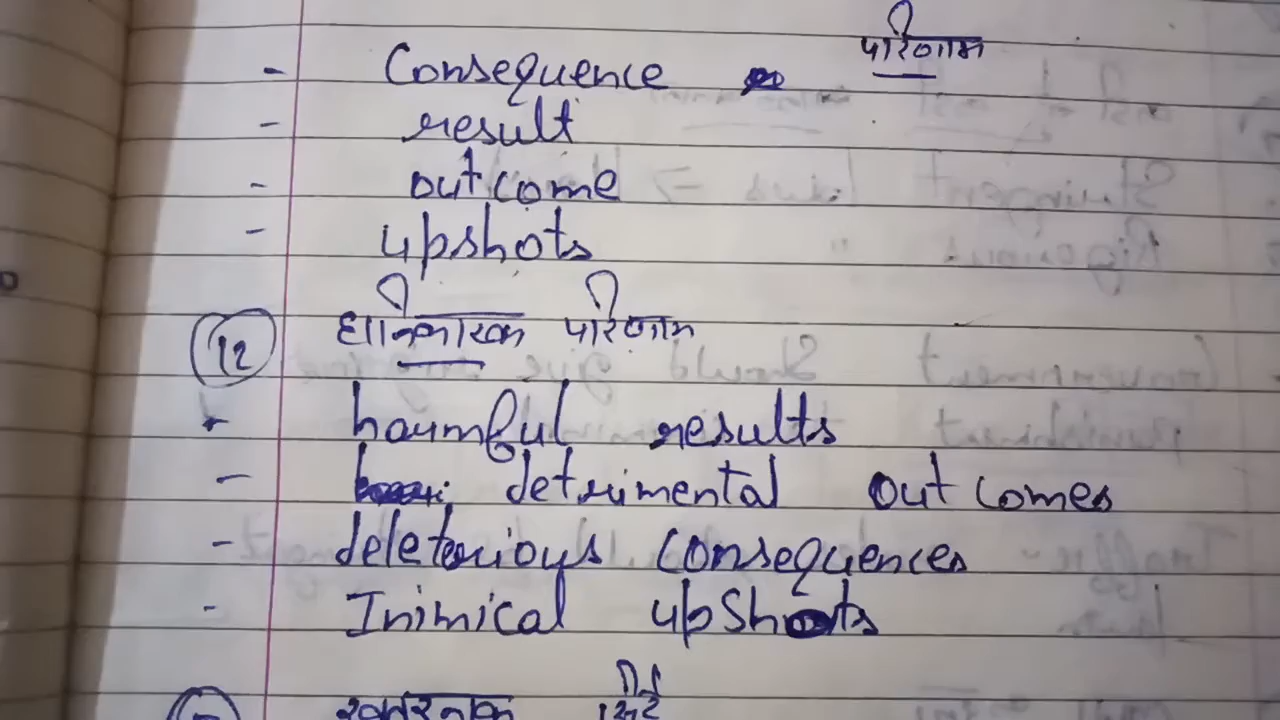 परिणाम
- Consequence
- result
- outcome
- upshots
12 हानिकारक परिणाम
- harmful results
- detrimental outcomes
- deleterious consequences
- Inimical upshots